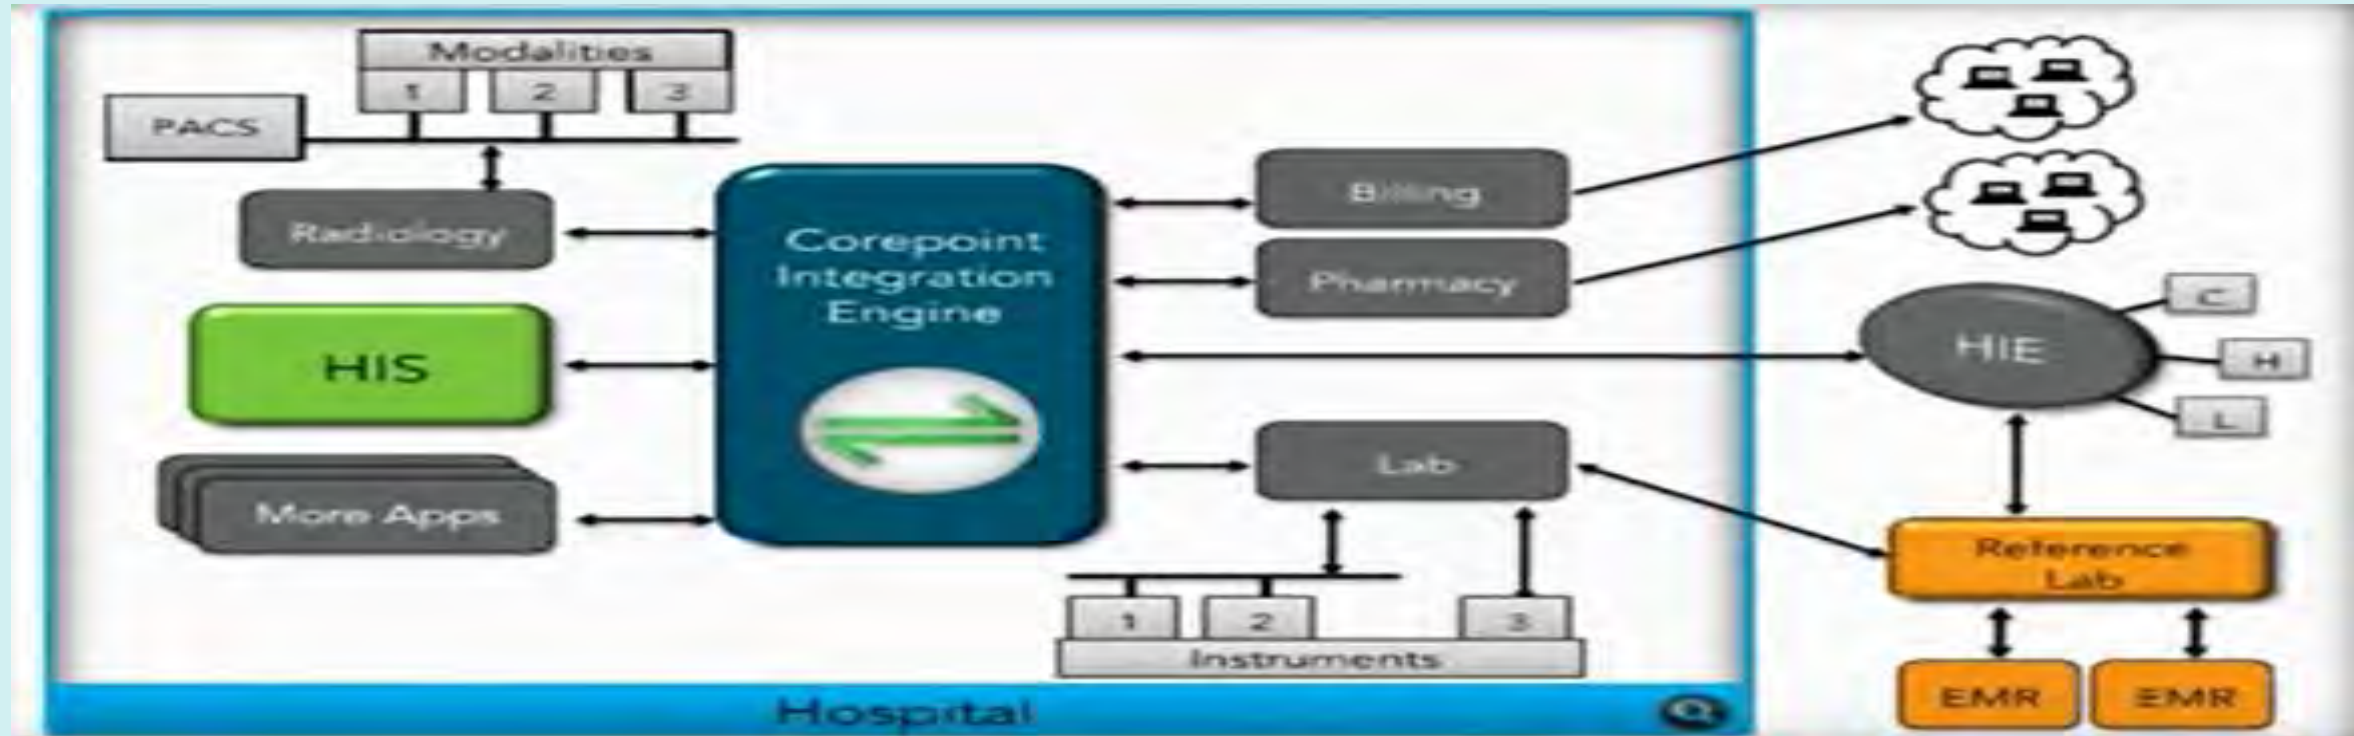 Modalities
1 2 3
PACS
Radiology
HIS
More Apps
Corepoint
Integration
Engine
Billing
Pharmacy
Lab
1 2 3
Instruments
HIE
C
H
L
Reference
Lab
EMR EMR
Hospital